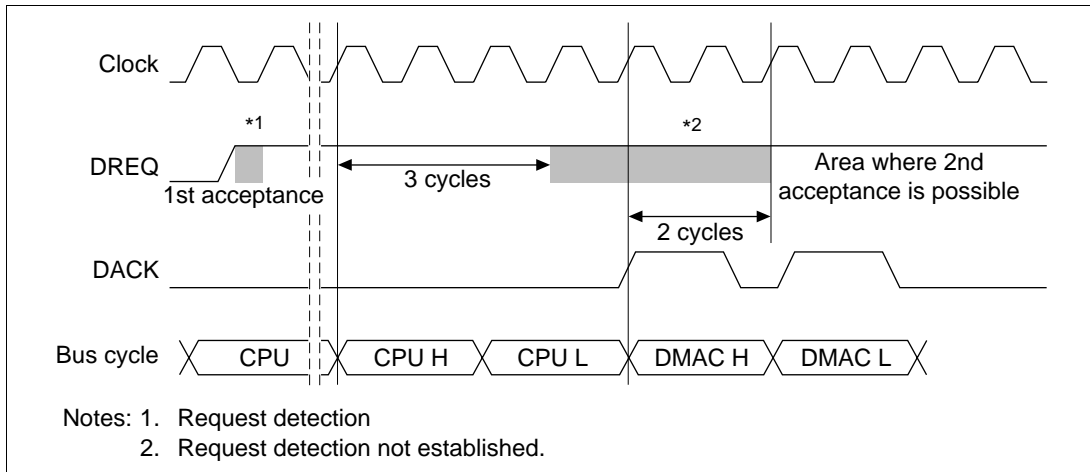 Clock
*1
*2
DREQ
1st acceptance
3 cycles
Area where 2nd
acceptance is possible
2 cycles
DACK
Bus cycle
CPU
CPU H
CPU L
DMAC H
DMAC L
Notes: 1. Request detection
2. Request detection not established.